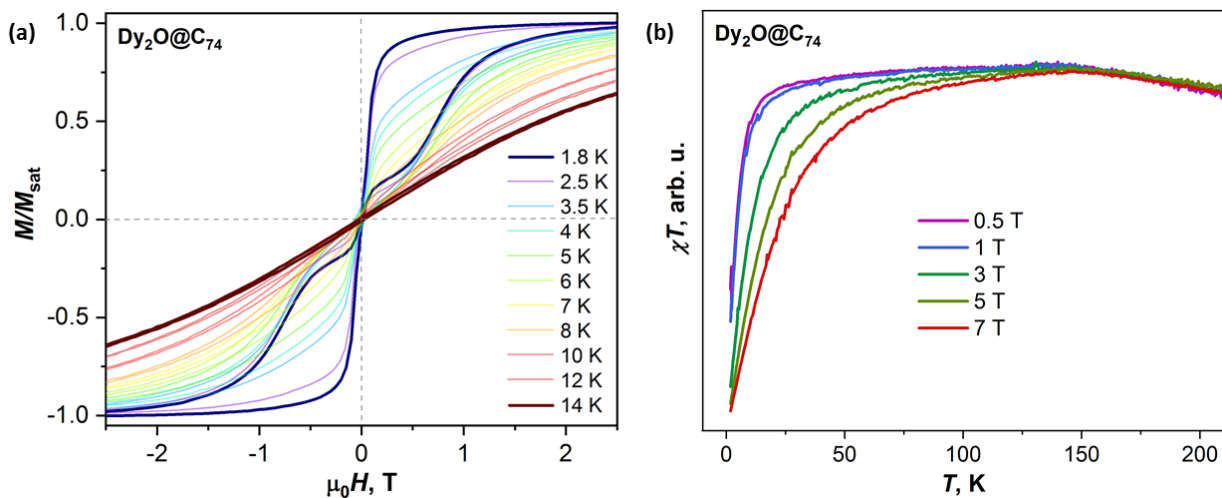 (a)
Dy₂O@C₇₄
M/M_sat
1.0
0.5
0.0
-0.5
-1.0
1.8 K
2.5 K
3.5 K
4 K
5 K
6 K
7 K
8 K
10 K
12 K
14 K
-2
-1
0
1
2
μ₀H, T
(b)
Dy₂O@C₇₄
χT, arb. u.
0.5 T
1 T
3 T
5 T
7 T
0
50
100
150
200
T, K